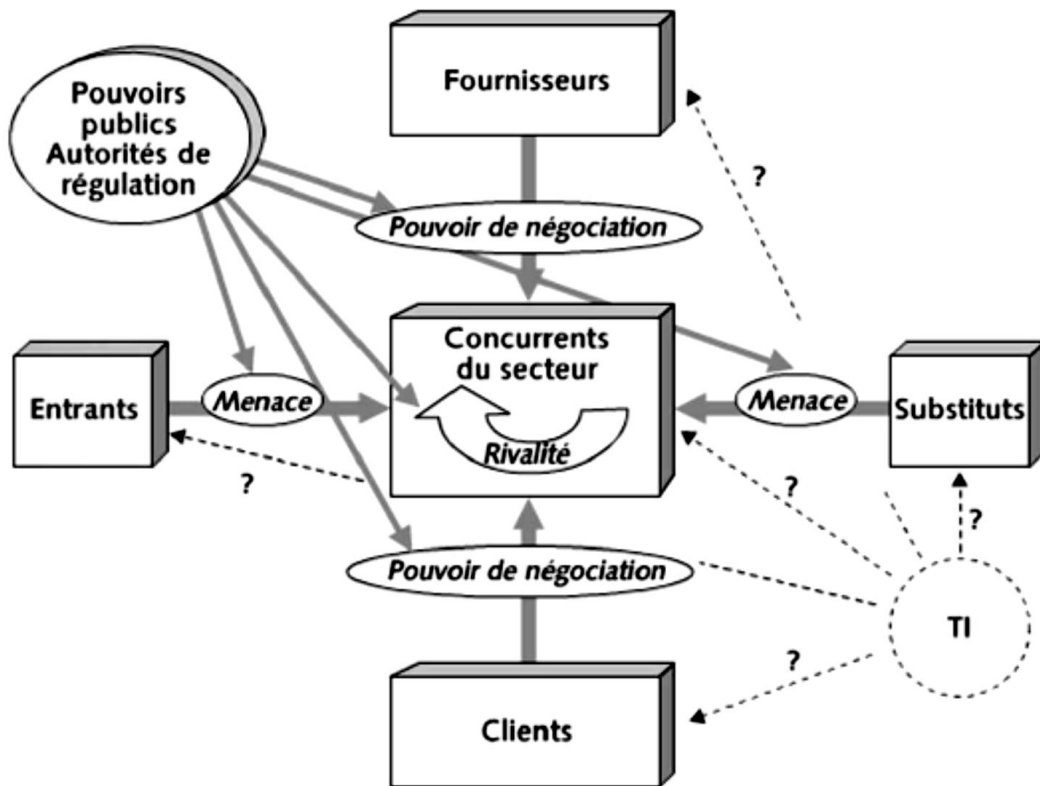 Fournisseurs
Pouvoirs
publics
Autorités de
régulation
?
Pouvoir de négociation
Concurrents
du secteur
Entrants
Menace
Rivalité
Menace
Substituts
?
?
?
Pouvoir de négociation
TI
?
Clients